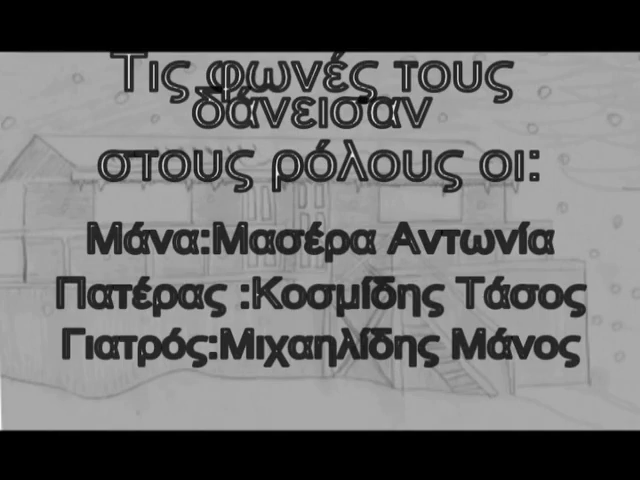 Τις φωνές τους
δάνεισαν
στους ρόλους οι:
Μάνα:Μασέρα Αντωνία
Πατέρας :Κοσμίδης Τάσος
Γιατρός:Μιχαηλίδης Μάνος